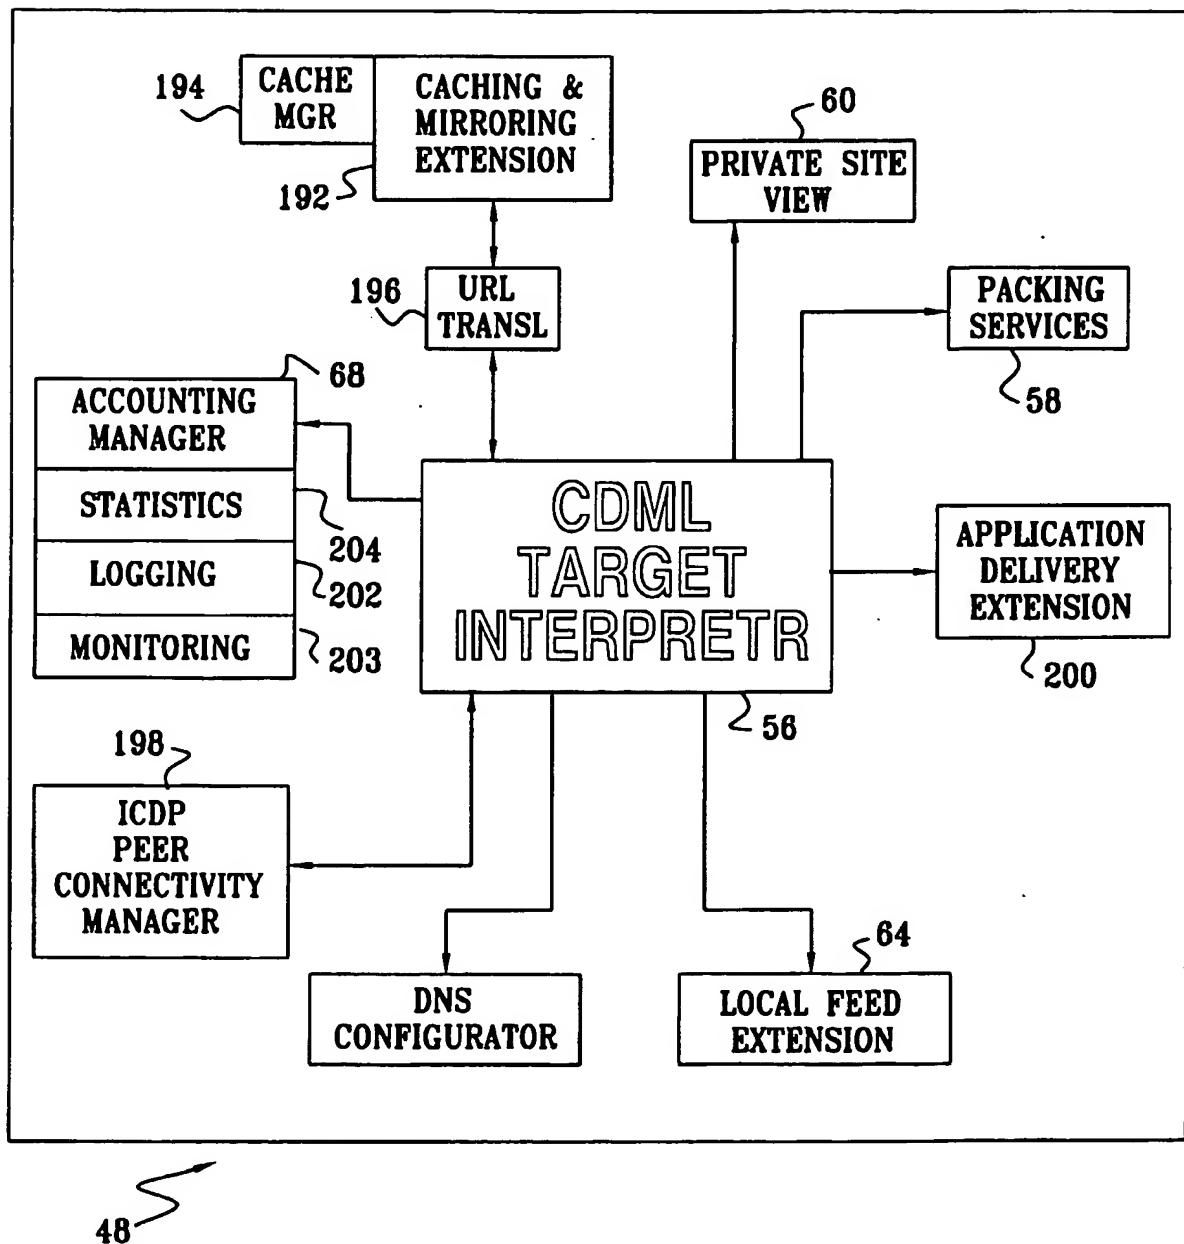 194
CACHE
MGR
CACHING &
MIRRORING
EXTENSION
192
60
PRIVATE SITE
VIEW
196
URL
TRANSL
PACKING
SERVICES
58
68
ACCOUNTING
MANAGER
STATISTICS
204
LOGGING
202
MONITORING
203
CDML
TARGET
INTERPRETR
56
APPLICATION
DELIVERY
EXTENSION
200
198
ICDP
PEER
CONNECTIVITY
MANAGER
DNS
CONFIGURATOR
64
LOCAL FEED
EXTENSION
48